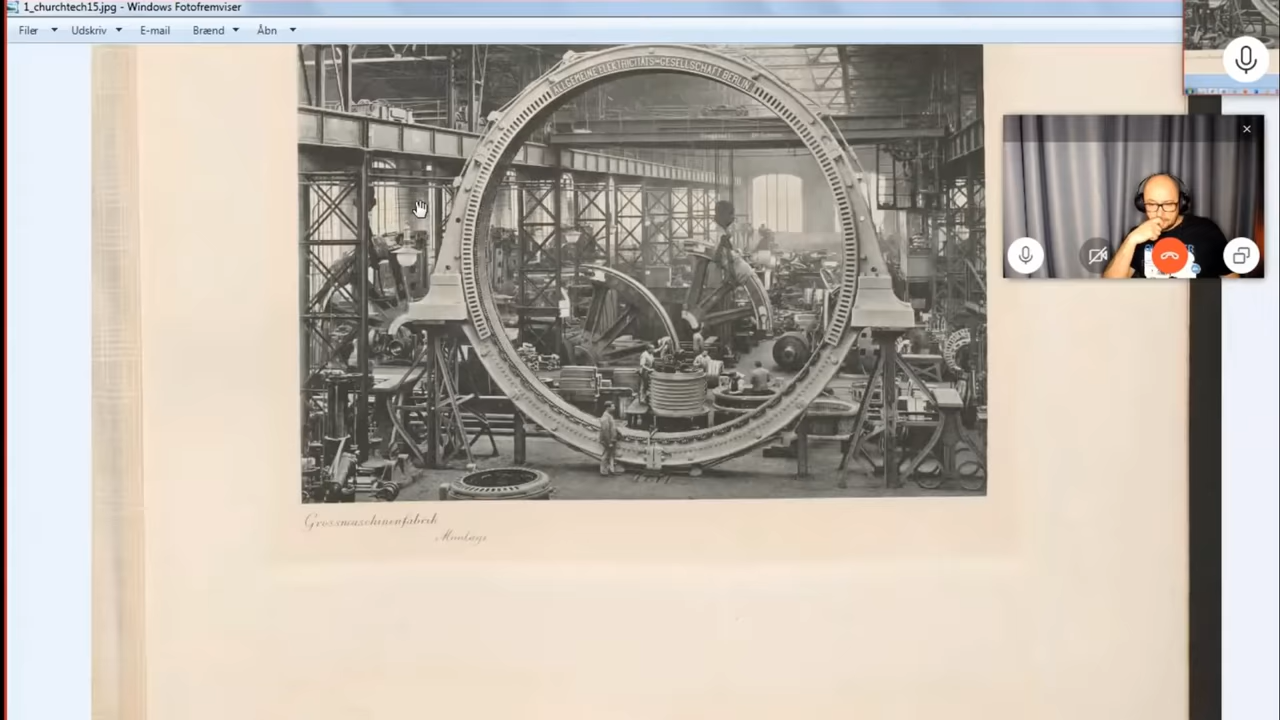 1_churchtech15.jpg - Windows Fotofremviser
Filer Udskriv E-mail Brænd Åbn
ALLGEMEINE ELEKTRICITÄTS-GESELLSCHAFT BERLIN
Grossmaschinenfabrik
Montage